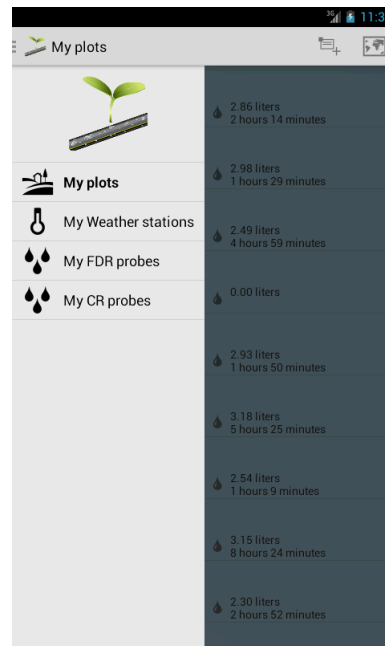 3G 11:3
My plots
My plots
My Weather stations
My FDR probes
My CR probes
2.86 liters
2 hours 14 minutes
2.98 liters
1 hours 29 minutes
2.49 liters
4 hours 59 minutes
0.00 liters
2.93 liters
1 hours 50 minutes
3.18 liters
5 hours 25 minutes
2.54 liters
1 hours 9 minutes
3.15 liters
8 hours 24 minutes
2.30 liters
2 hours 52 minutes